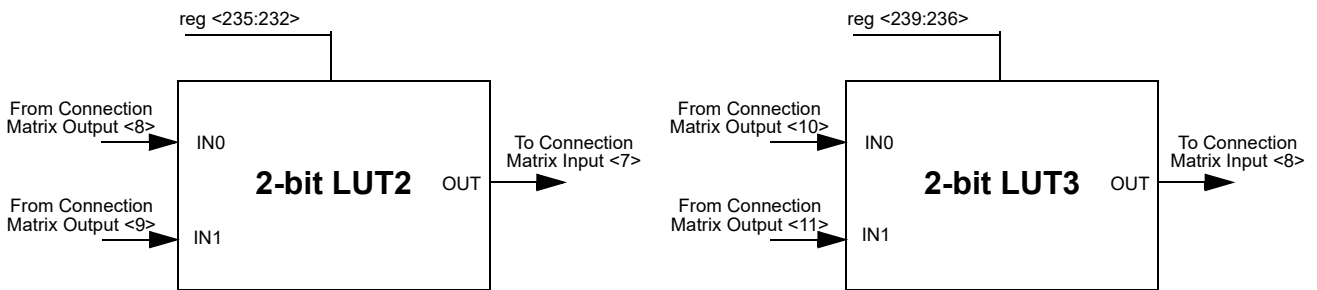 reg <235:232>
From Connection
Matrix Output <8>
IN0
2-bit LUT2
OUT
To Connection
Matrix Input <7>
From Connection
Matrix Output <9>
IN1
reg <239:236>
From Connection
Matrix Output <10>
IN0
2-bit LUT3
OUT
To Connection
Matrix Input <8>
From Connection
Matrix Output <11>
IN1